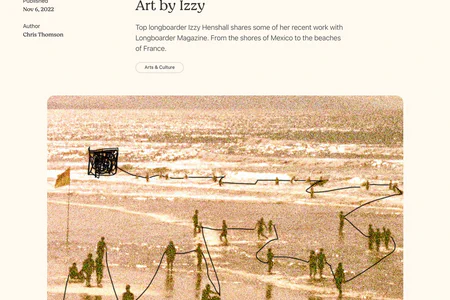 Published
Nov 6, 2022
Author
Chris Thomson
Art by Izzy
Top longboarder Izzy Henshall shares some of her recent work with
Longboarder Magazine. From the shores of Mexico to the beaches
of France.
Arts & Culture